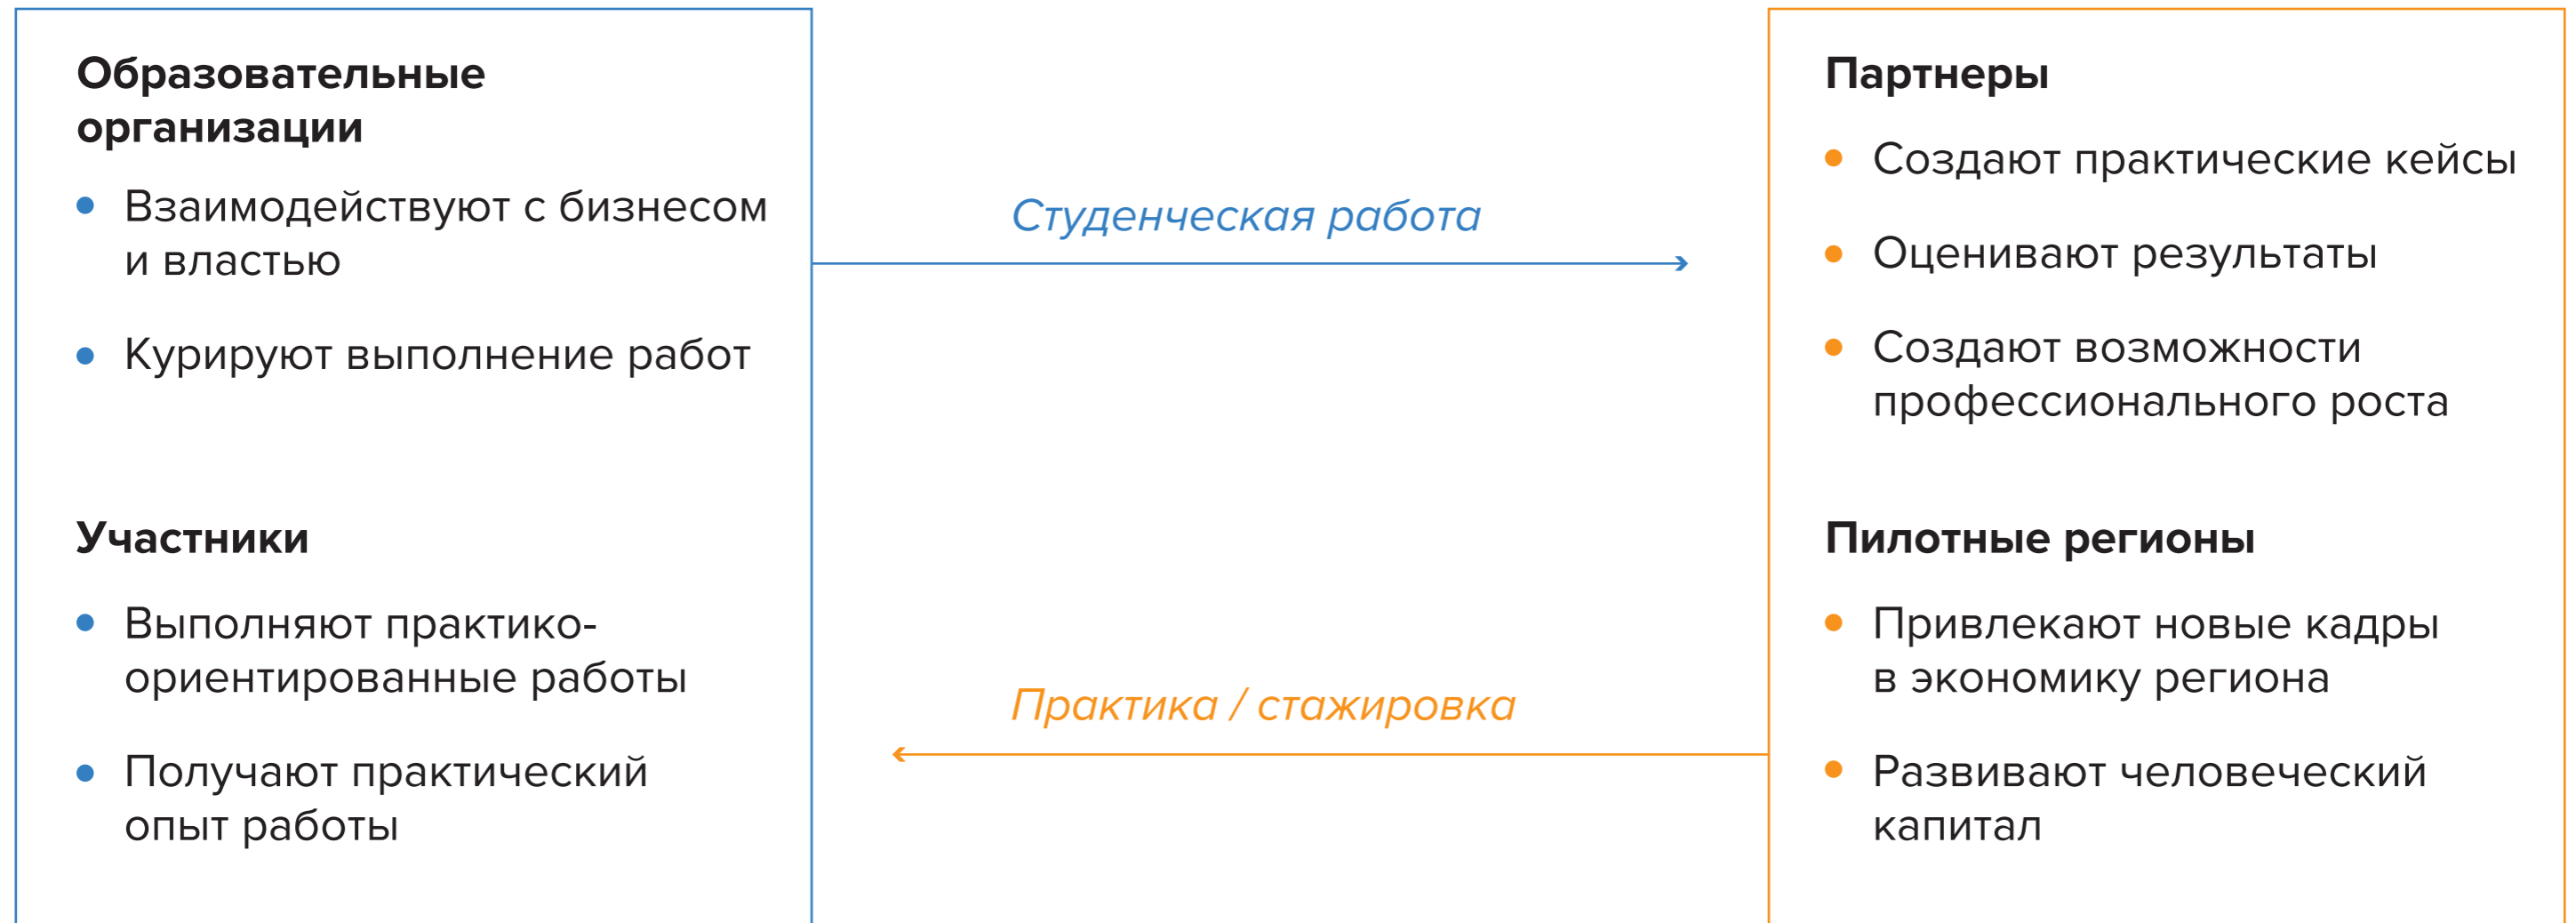 Образовательные
организации
Взаимодействуют с бизнесом
и властью
Курируют выполнение работ
Участники
Выполняют практико-
ориентированные работы
Получают практический
опыт работы
Студенческая работа
Практика / стажировка
Партнеры
Создают практические кейсы
Оценивают результаты
Создают возможности
профессионального роста
Пилотные регионы
Привлекают новые кадры
в экономику региона
Развивают человеческий
капитал